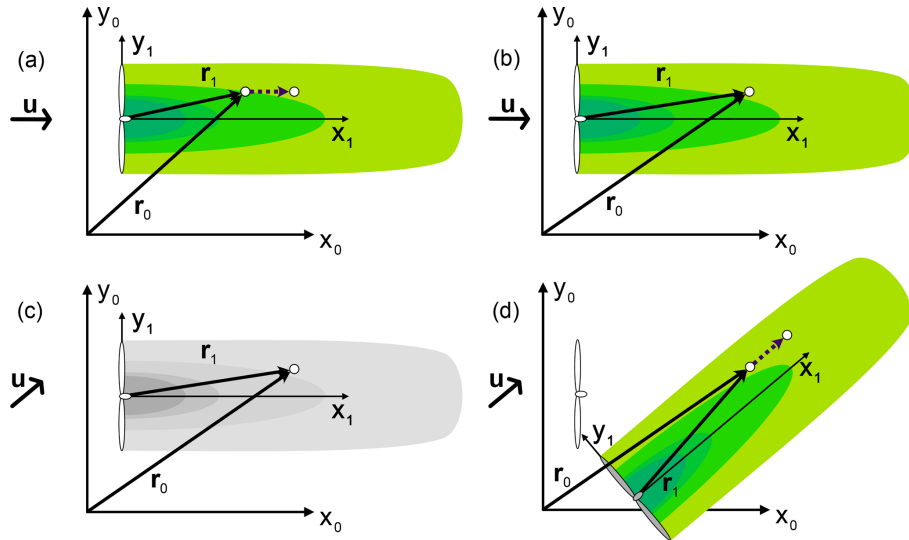 (a)
y₀
y₁
r₁
u
x₁
r₀
x₀
(b)
y₀
y₁
r₁
u
x₁
r₀
x₀
(c)
y₀
y₁
r₁
u
x₁
r₀
x₀
(d)
y₀
u
x₁
y₁
r₀
r₁
x₀